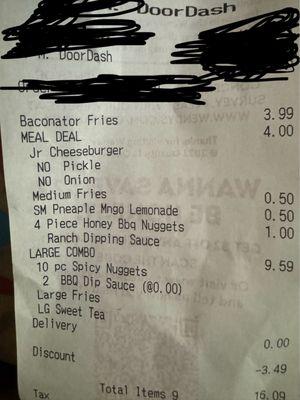 DoorDash
DoorDash
Baconator Fries 3.99
MEAL DEAL 4.00
Jr Cheeseburger
NO Pickle
NO Onion
Medium Fries 0.50
SM Pneaple Mngo Lemonade 0.50
4 Piece Honey Bbq Nuggets 1.00
Ranch Dipping Sauce
LARGE COMBO 9.59
10 pc Spicy Nuggets
2 BBQ Dip Sauce (@0.00)
Large Fries
LG Sweet Tea
Delivery 0.00
Discount -3.49
Total Items 9 16.09
Tax